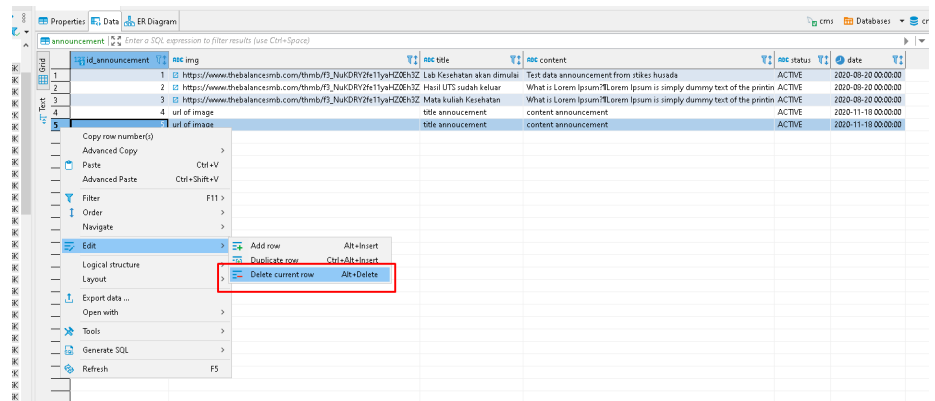 Properties Data ER Diagram cms Databases
announcement Enter a SQL expression to filter results (use Ctrl+Space)
Grid
Text
id_announcement ABC img ABC title ABC content ABC status date
1 1 https://www.thebalancesmb.com/thmb/f3_NuKDRY2fe11yaHZ0Eh3Z Lab Kesehatan akan dimulai Test data announcement from stikes husada ACTIVE 2020-08-20 00:00:00
2 2 https://www.thebalancesmb.com/thmb/f3_NuKDRY2fe11yaHZ0Eh3Z Hasil UTS sudah keluar What is Lorem Ipsum?¶Lorem Ipsum is simply dummy text of the printin ACTIVE 2020-08-20 00:00:00
3 3 https://www.thebalancesmb.com/thmb/f3_NuKDRY2fe11yaHZ0Eh3Z Mata kuliah Kesehatan What is Lorem Ipsum?¶Lorem Ipsum is simply dummy text of the printin ACTIVE 2020-08-20 00:00:00
4 4 url of image title annoucement content announcement ACTIVE 2020-11-18 00:00:00
5 5 url of image title annoucement content announcement ACTIVE 2020-11-18 00:00:00
Copy row number(s)
Advanced Copy
Paste Ctrl+V
Advanced Paste Ctrl+Shift+V
Filter F11
Order
Navigate
Edit
Add row Alt+Insert
Duplicate row Ctrl+Alt+Insert
Delete current row Alt+Delete
Logical structure
Layout
Export data ...
Open with
Tools
Generate SQL
Refresh F5